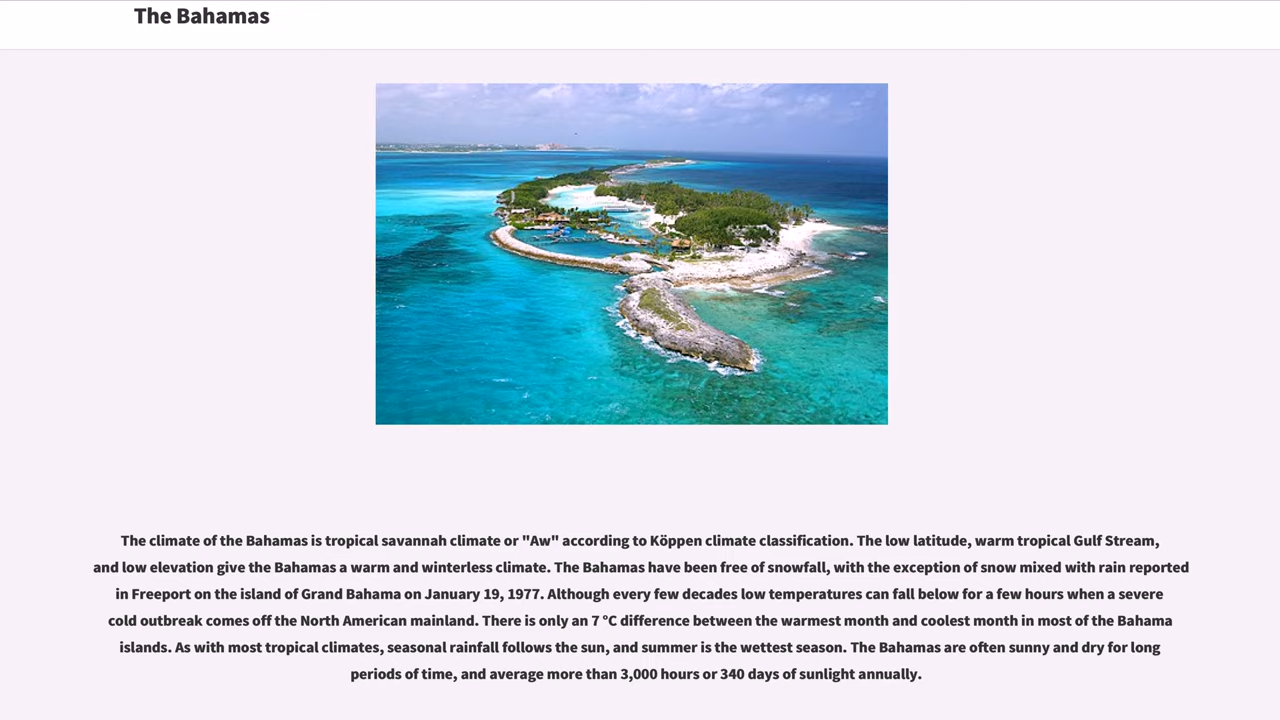 The Bahamas
The climate of the Bahamas is tropical savannah climate or "Aw" according to Köppen climate classification. The low latitude, warm tropical Gulf Stream,
and low elevation give the Bahamas a warm and winterless climate. The Bahamas have been free of snowfall, with the exception of snow mixed with rain reported
in Freeport on the island of Grand Bahama on January 19, 1977. Although every few decades low temperatures can fall below for a few hours when a severe
cold outbreak comes off the North American mainland. There is only an 7 °C difference between the warmest month and coolest month in most of the Bahama
islands. As with most tropical climates, seasonal rainfall follows the sun, and summer is the wettest season. The Bahamas are often sunny and dry for long
periods of time, and average more than 3,000 hours or 340 days of sunlight annually.